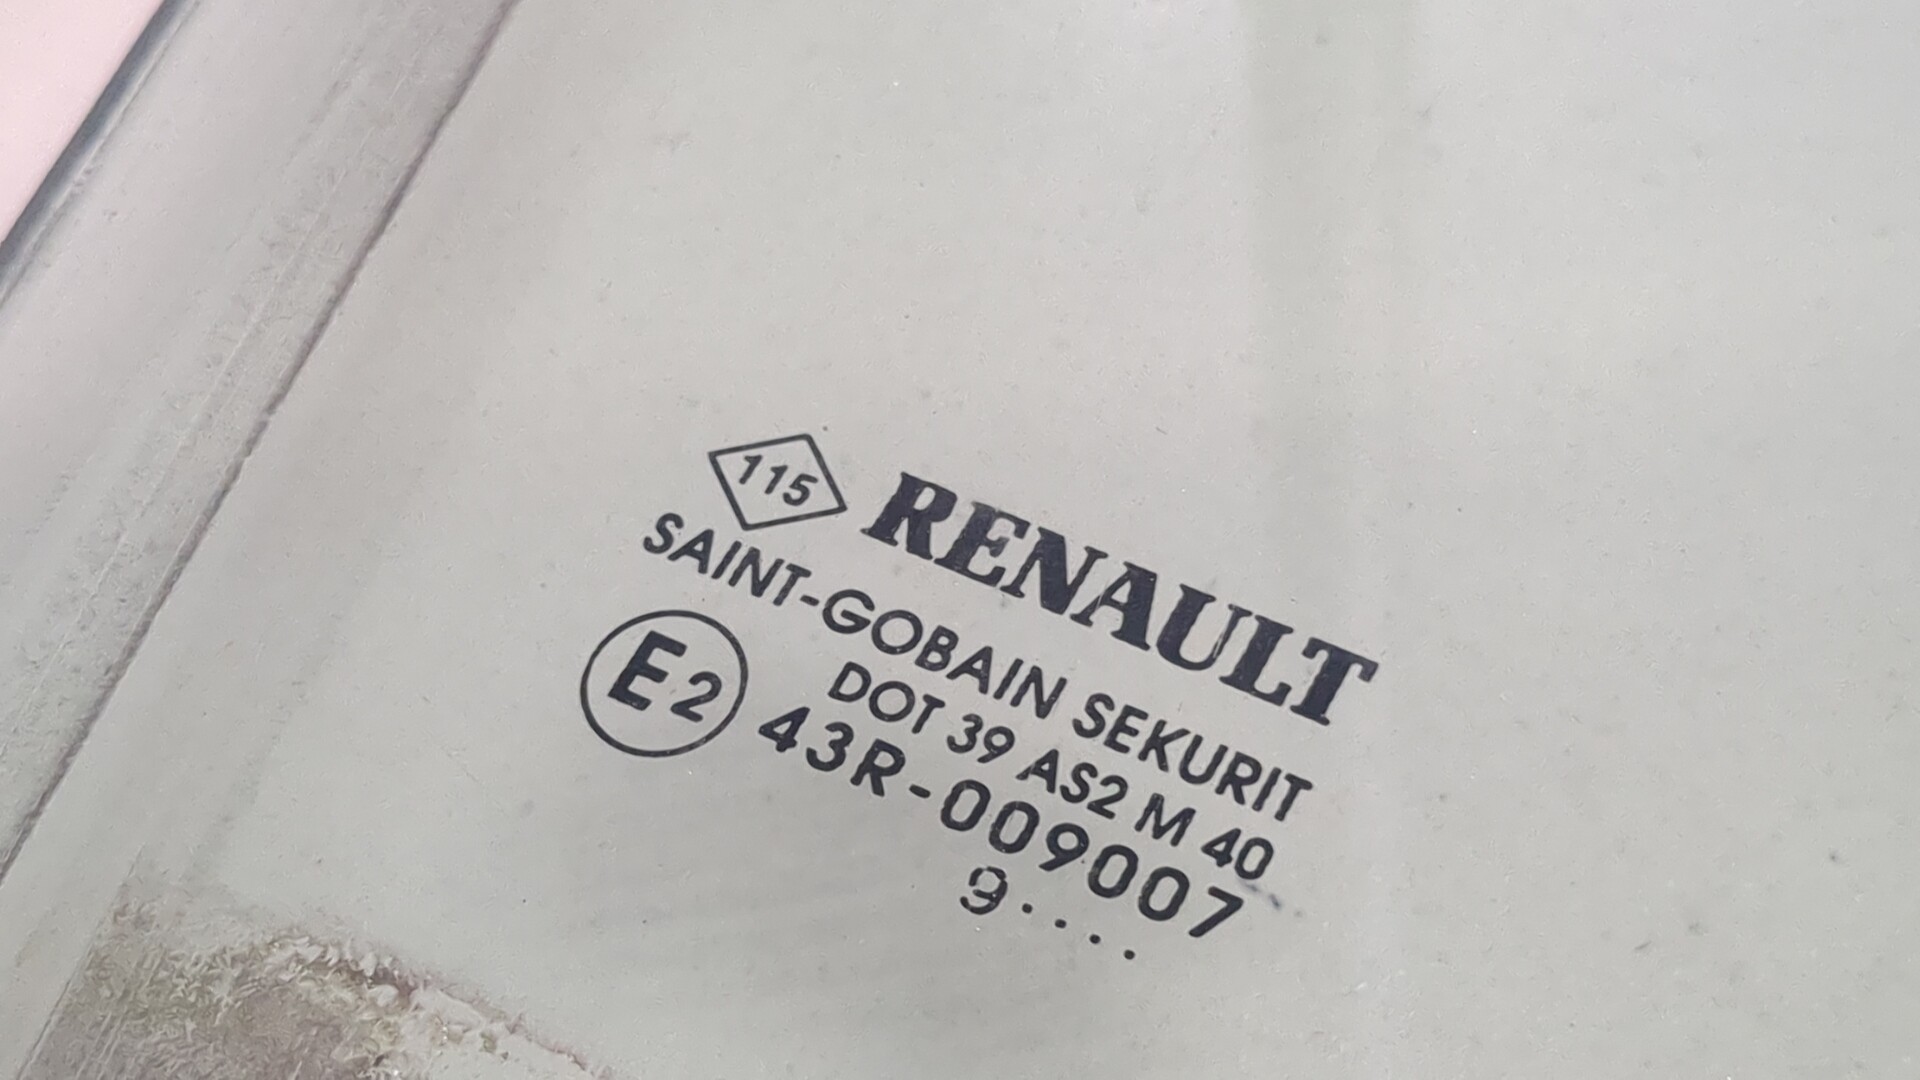 115 RENAULT
SAINT-GOBAIN SEKURIT
DOT 39 AS2 M 40
E2 43R-009007
9....